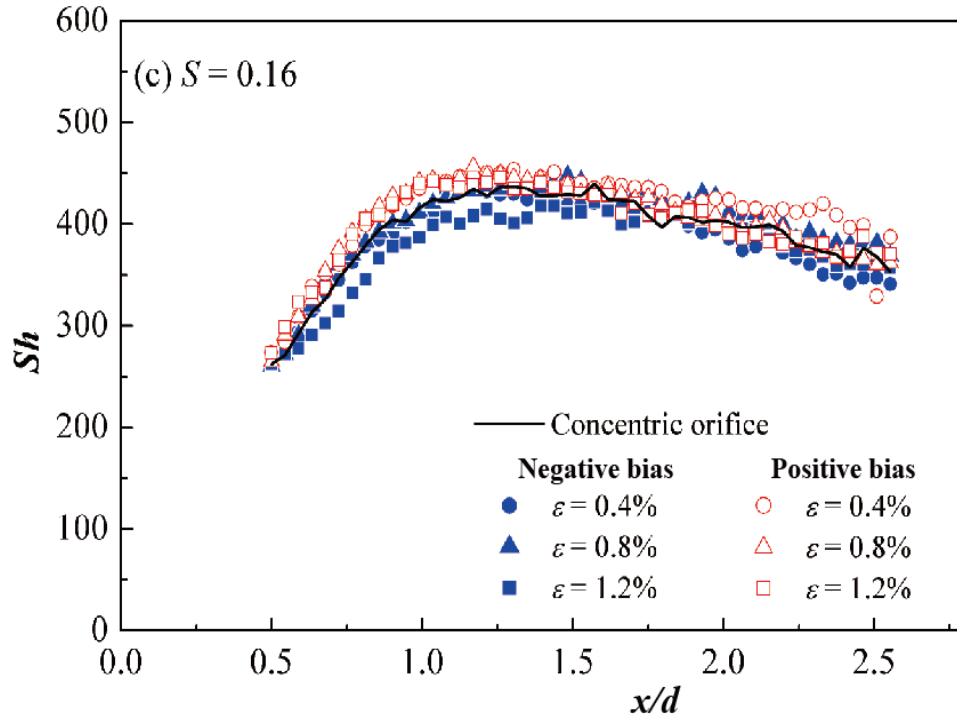 600
(c) S = 0.16
500
400
Sh
300
200
Concentric orifice
Negative bias Positive bias
ε = 0.4% ε = 0.4%
100
ε = 0.8% ε = 0.8%
ε = 1.2% ε = 1.2%
0
0.0 0.5 1.0 1.5 2.0 2.5
x/d